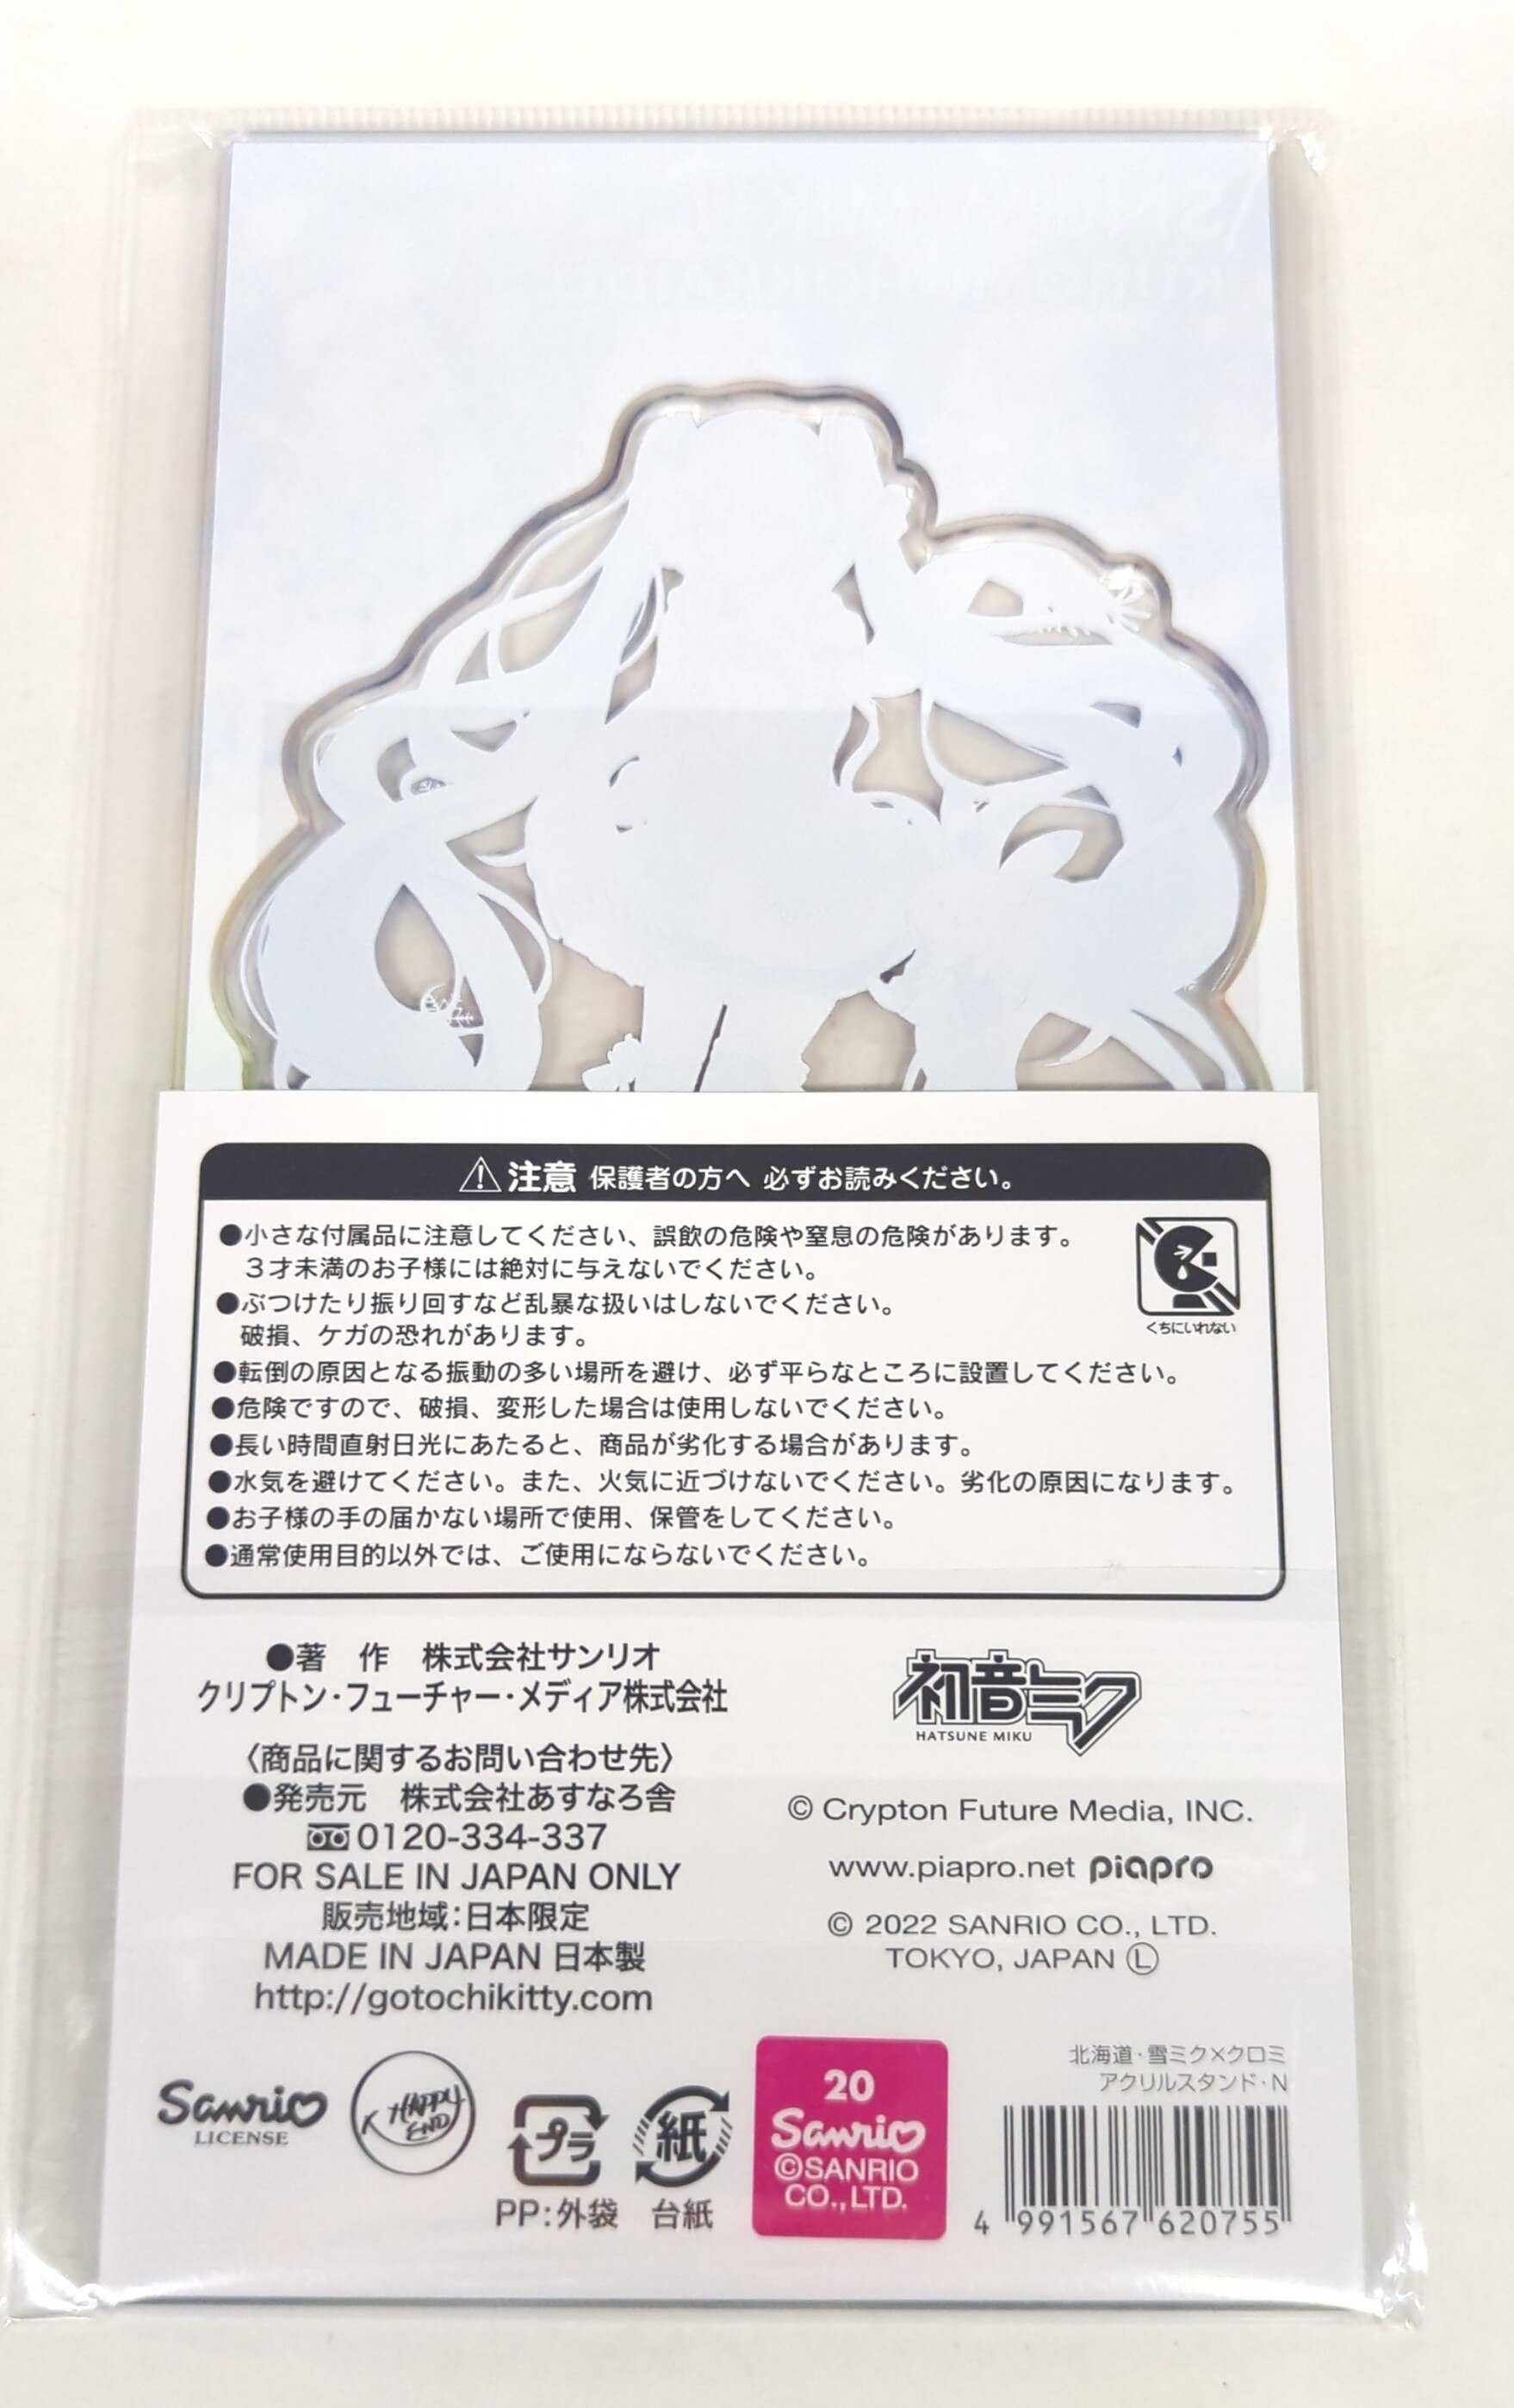 注意 保護者の方へ 必ずお読みください。
●小さな付属品に注意してください、誤飲の危険や窒息の危険があります。
3才未満のお子様には絶対に与えないでください。
くちにいれない
●ぶつけたり振り回すなど乱暴な扱いはしないでください。
破損、ケガの恐れがあります。
●転倒の原因となる振動の多い場所を避け、必ず平らなところに設置してください。
●危険ですので、破損、変形した場合は使用しないでください。
●長い時間直射日光にあたると、商品が劣化する場合があります。
●水気を避けてください。また、火気に近づけないでください。劣化の原因になります。
●お子様の手の届かない場所で使用、保管をしてください。
●通常使用目的以外では、ご使用にならないでください。
●著 作 株式会社サンリオ
クリプトン・フューチャー・メディア株式会社
〈商品に関するお問い合わせ先〉
●発売元 株式会社あすなろ舎
0120-334-337
FOR SALE IN JAPAN ONLY
販売地域:日本限定
MADE IN JAPAN 日本製
http://gotochikitty.com
初音ミク
HATSUNE MIKU
© Crypton Future Media, INC.
www.piapro.net piapro
© 2022 SANRIO CO., LTD.
TOKYO, JAPAN Ⓛ
Sanrio
LICENSE
HAPPY
END
プラ
PP:外袋
紙
台紙
20
Sanrio
©SANRIO
CO., LTD.
北海道・雪ミク×クロミ
アクリルスタンド・N
4 991567 620755